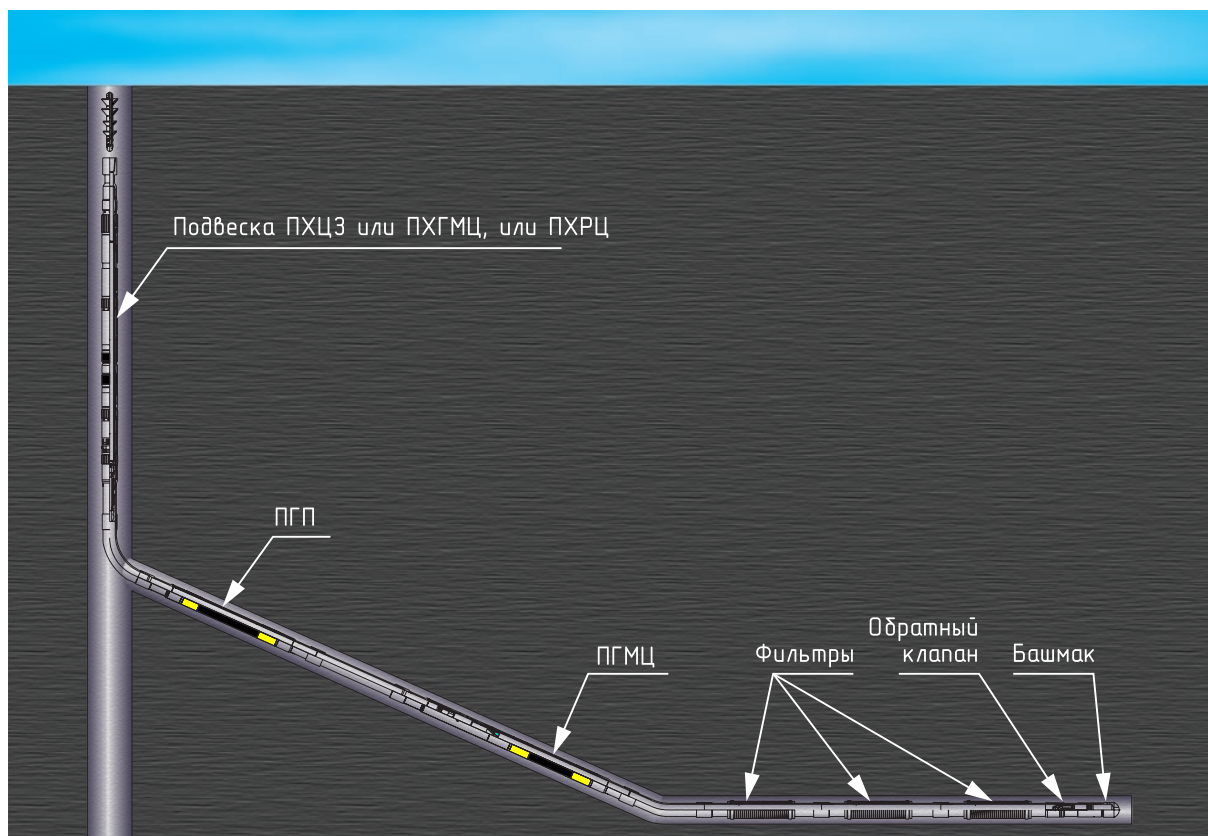 Подвеска ПХЦЗ или ПХГМЦ, или ПХРЦ
ПГП
ПГМЦ
Фильтры
Обратный
клапан
Башмак